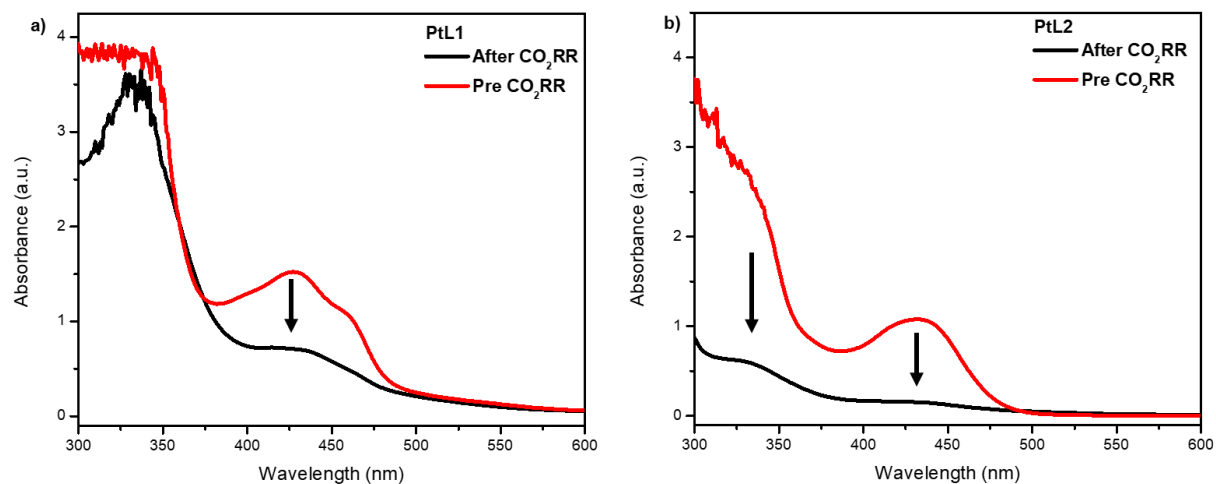 a)
PtL1
After CO₂RR
Pre CO₂RR
4
3
2
1
0
Absorbance (a.u.)
300 350 400 450 500 550 600
Wavelength (nm)
b)
PtL2
After CO₂RR
Pre CO₂RR
4
3
2
1
0
Absorbance (a.u.)
300 350 400 450 500 550 600
Wavelength (nm)